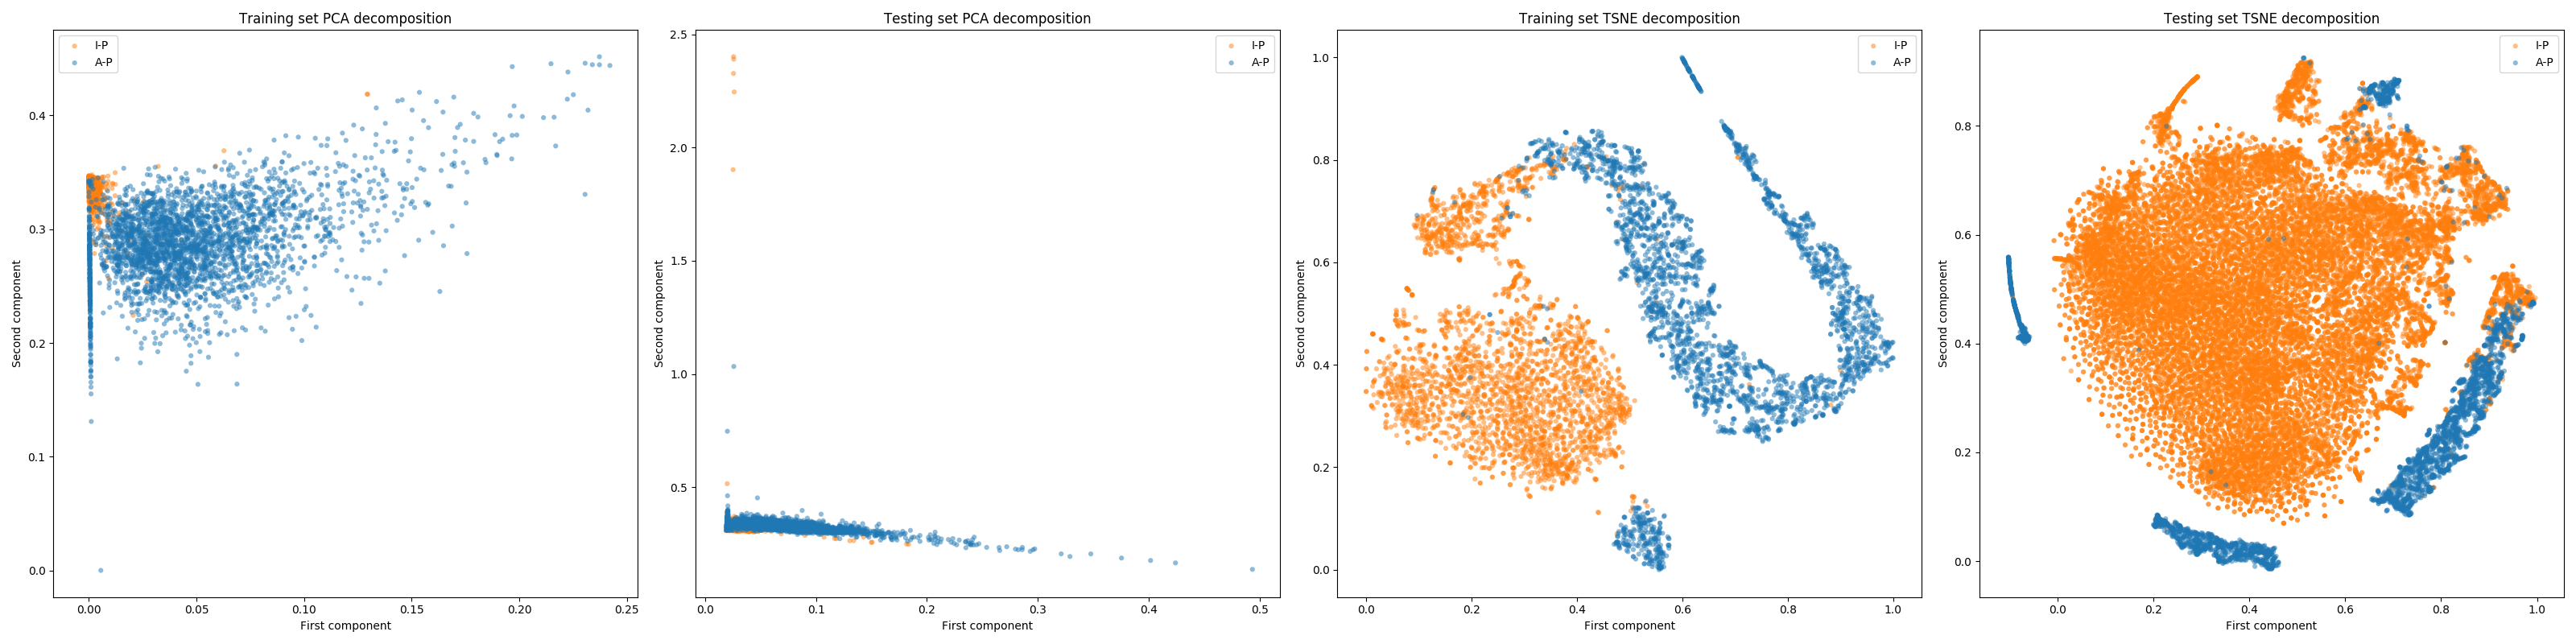 Training set PCA decomposition
I-P
A-P
0.4
0.3
0.2
0.1
0.0
Second component
0.00 0.05 0.10 0.15 0.20 0.25
First component
Testing set PCA decomposition
I-P
A-P
2.5
2.0
1.5
1.0
0.5
Second component
0.0 0.1 0.2 0.3 0.4 0.5
First component
Training set TSNE decomposition
I-P
A-P
1.0
0.8
0.6
0.4
0.2
0.0
Second component
0.0 0.2 0.4 0.6 0.8 1.0
First component
Testing set TSNE decomposition
I-P
A-P
0.8
0.6
0.4
0.2
0.0
Second component
0.0 0.2 0.4 0.6 0.8 1.0
First component